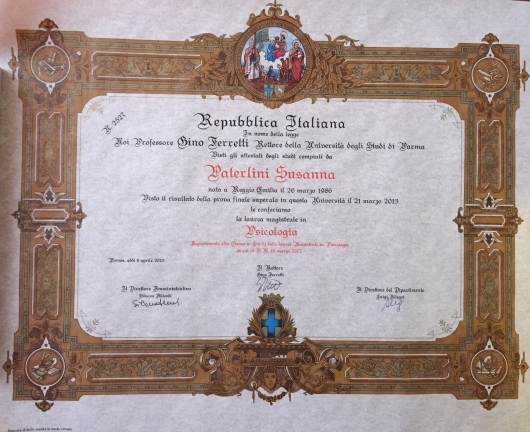 N. 2527
Repubblica Italiana
In nome della legge
Noi Professore Gino Ferretti Rettore della Università degli Studi di Parma
Visti gli attestati degli studi compiuti da
Paterlini Susanna
nata a Reggio Emilia il 26 marzo 1986
Visto il risultato della prova finale superata in questa Università il 21 marzo 2013
le conferiamo
la laurea magistrale in
Psicologia
Parma, addì 8 aprile 2013
Il Rettore
Gino Ferretti
Il Direttore Amministrativo
Il Direttore del Dipartimento